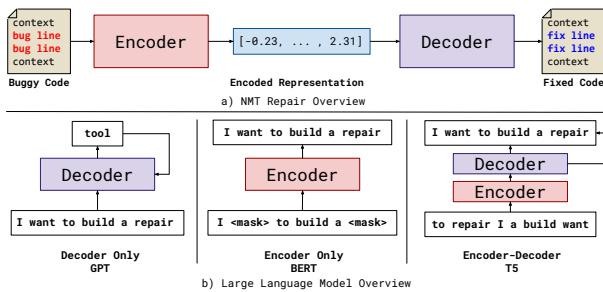 context
bug line
bug line
context
Buggy Code
Encoder
[-0.23, ... , 2.31]
Encoded Representation
Decoder
context
fix line
fix line
context
Fixed Code
a) NMT Repair Overview
tool
Decoder
I want to build a repair
Decoder Only
GPT
I want to build a repair
Encoder
I <mask> to build a <mask>
Encoder Only
BERT
I want to build a repair
Decoder
Encoder
to repair I a build want
Encoder-Decoder
T5
b) Large Language Model Overview